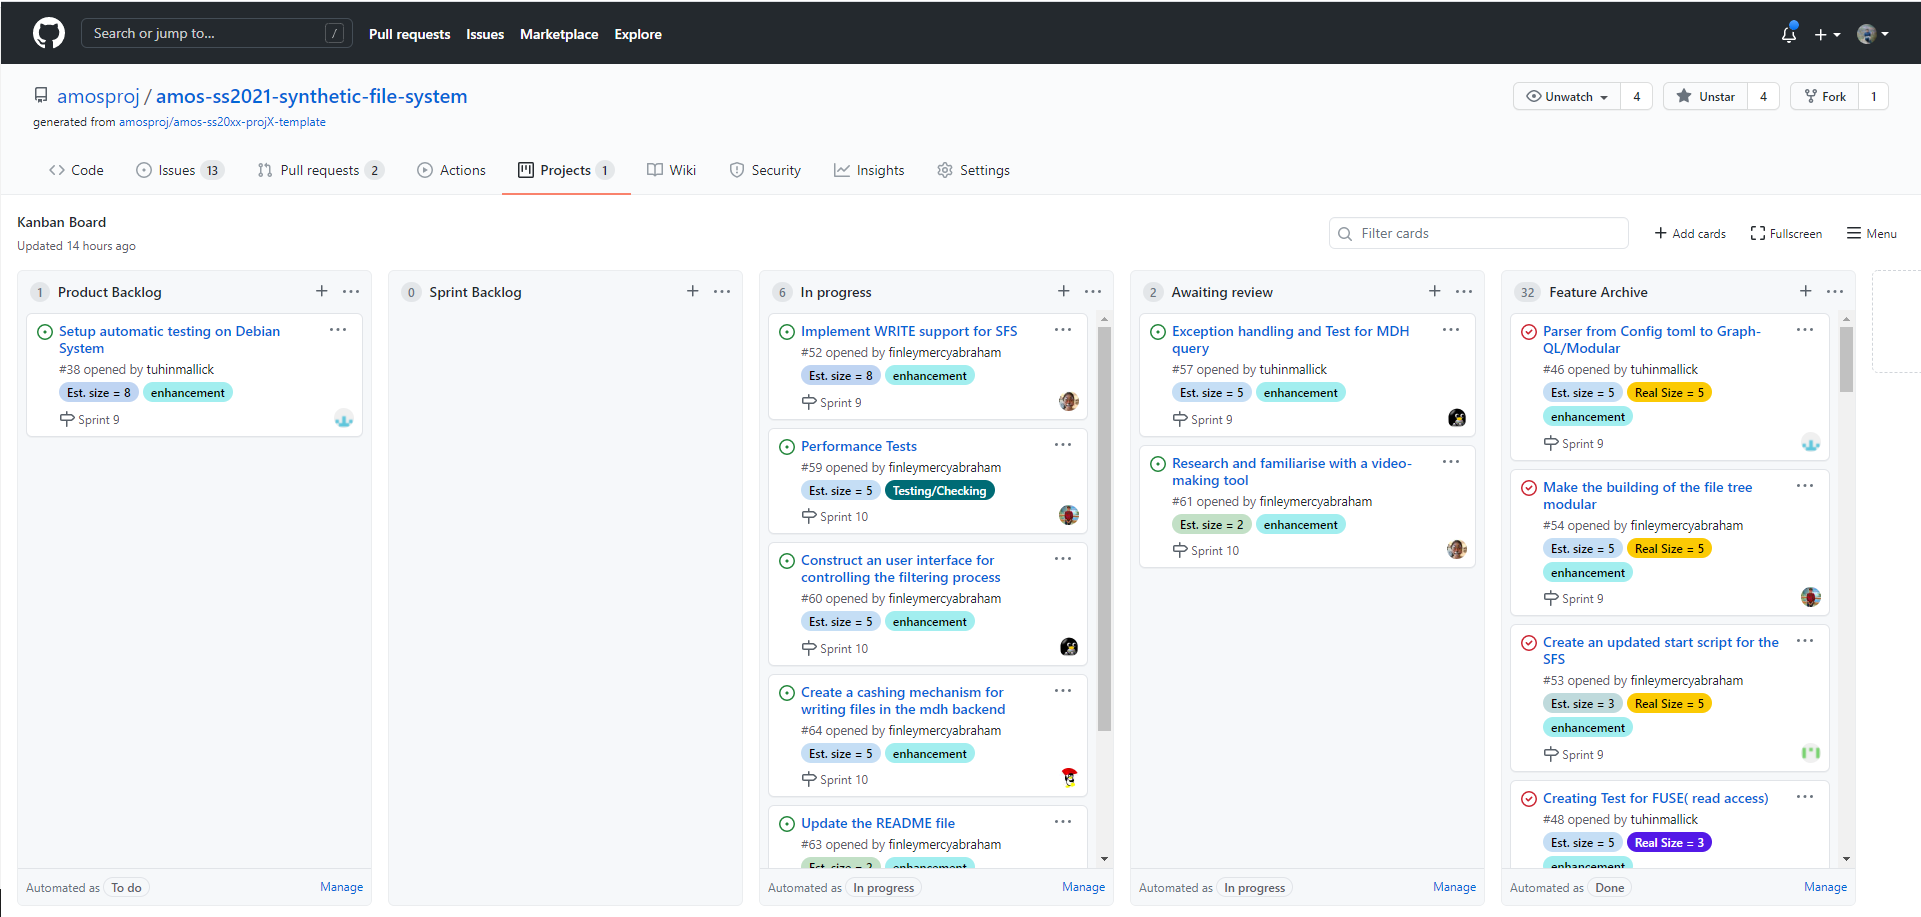 Search or jump to... /
Pull requests Issues Marketplace Explore
amosproj / amos-ss2021-synthetic-file-system
generated from amosproj/amos-ss20xx-projX-template
Unwatch 4 Unstar 4 Fork 1
Code Issues 13 Pull requests 2 Actions Projects 1 Wiki Security Insights Settings
Kanban Board
Updated 14 hours ago
Filter cards
Add cards Fullscreen Menu
1 Product Backlog
Setup automatic testing on Debian
System
#38 opened by tuhinmallick
Est. size = 8 enhancement
Sprint 9
Automated as To do Manage
0 Sprint Backlog
6 In progress
Implement WRITE support for SFS
#52 opened by finleymercyabraham
Est. size = 8 enhancement
Sprint 9
Performance Tests
#59 opened by finleymercyabraham
Est. size = 5 Testing/Checking
Sprint 10
Construct an user interface for
controlling the filtering process
#60 opened by finleymercyabraham
Est. size = 5 enhancement
Sprint 10
Create a cashing mechanism for
writing files in the mdh backend
#64 opened by finleymercyabraham
Est. size = 5 enhancement
Sprint 10
Update the README file
#63 opened by finleymercyabraham
Est. size = 2 enhancement
Automated as In progress Manage
2 Awaiting review
Exception handling and Test for MDH
query
#57 opened by tuhinmallick
Est. size = 5 enhancement
Sprint 9
Research and familiarise with a video-
making tool
#61 opened by finleymercyabraham
Est. size = 2 enhancement
Sprint 10
Automated as In progress Manage
32 Feature Archive
Parser from Config toml to Graph-
QL/Modular
#46 opened by tuhinmallick
Est. size = 5 Real Size = 5
enhancement
Sprint 9
Make the building of the file tree
modular
#54 opened by finleymercyabraham
Est. size = 5 Real Size = 5
enhancement
Sprint 9
Create an updated start script for the
SFS
#53 opened by finleymercyabraham
Est. size = 3 Real Size = 5
enhancement
Sprint 9
Creating Test for FUSE( read access)
#48 opened by tuhinmallick
Est. size = 5 Real Size = 3
enhancement
Automated as Done Manage